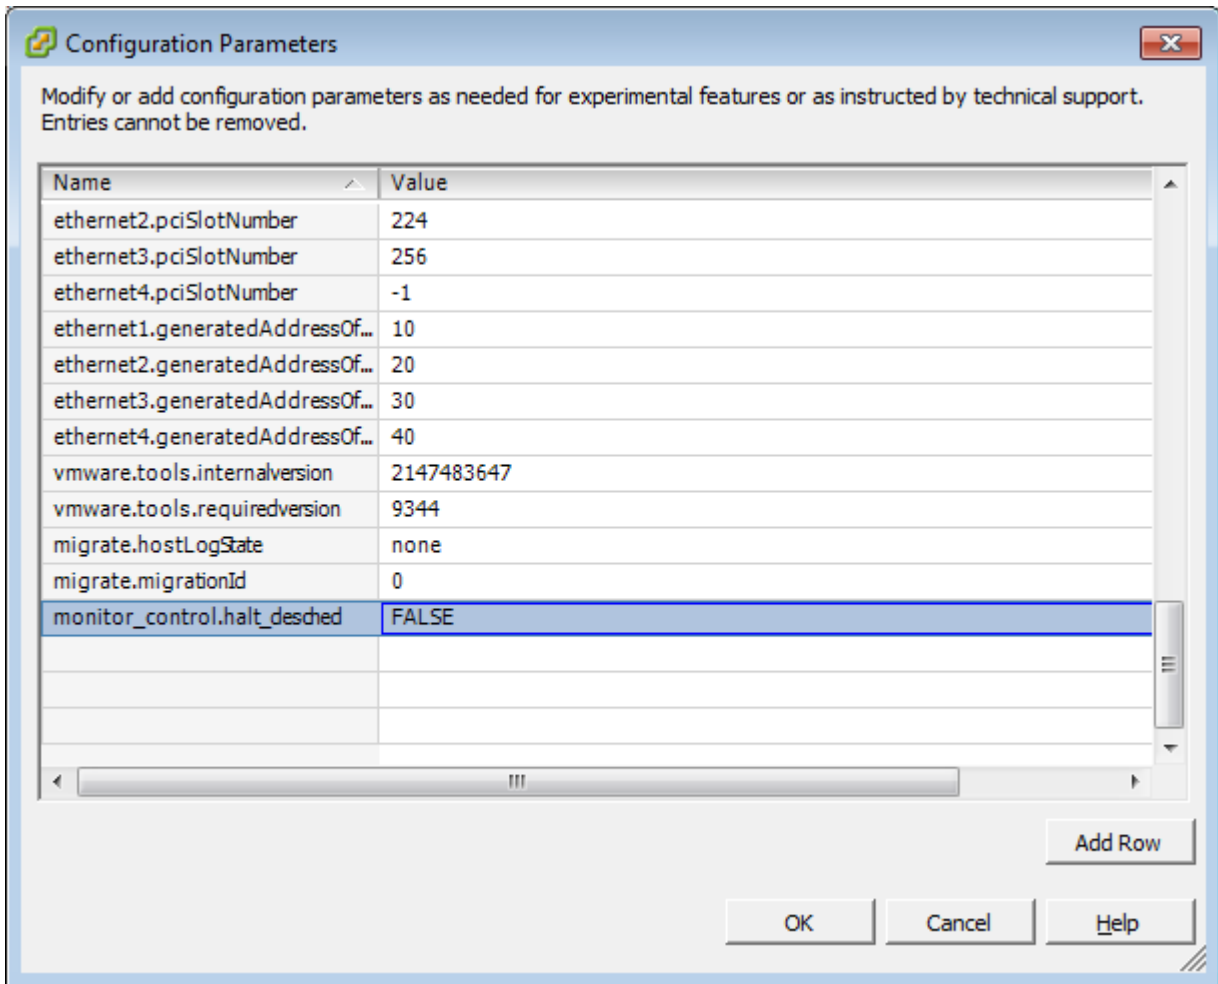 Configuration Parameters
Modify or add configuration parameters as needed for experimental features or as instructed by technical support.
Entries cannot be removed.
Name Value
ethernet2.pciSlotNumber 224
ethernet3.pciSlotNumber 256
ethernet4.pciSlotNumber -1
ethernet1.generatedAddressOf... 10
ethernet2.generatedAddressOf... 20
ethernet3.generatedAddressOf... 30
ethernet4.generatedAddressOf... 40
vmware.tools.internalversion 2147483647
vmware.tools.requiredversion 9344
migrate.hostLogState none
migrate.migrationId 0
monitor_control.halt_desched FALSE
Add Row
OK Cancel Help